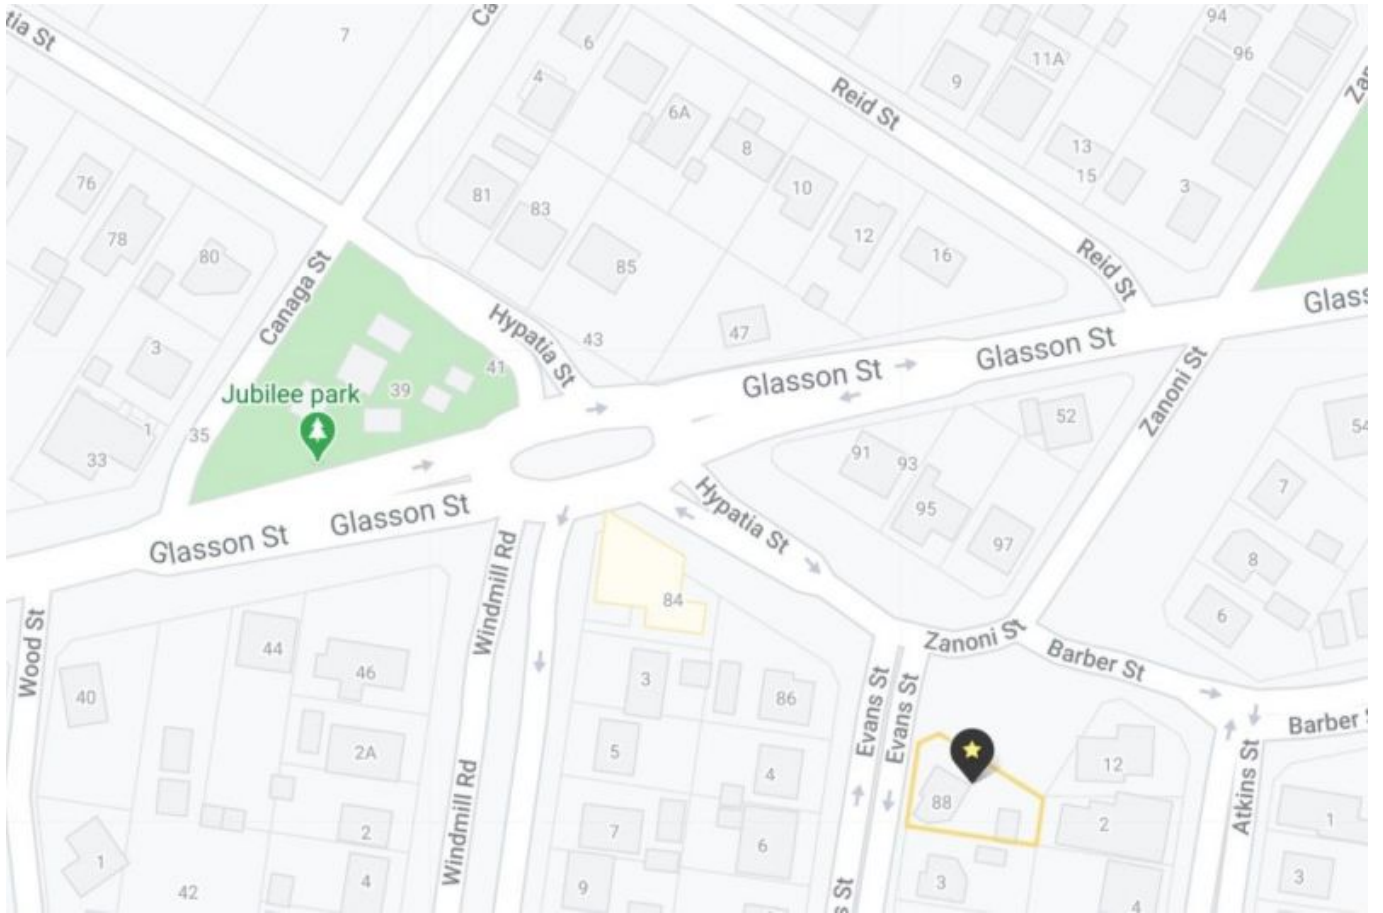 tia St
7
Ca
6
4
6A
8
10
12
16
Reid St
9
11A
94
96
13
15
3
Reid St
Zan
76
78
80
3
1
33
35
Canaga St
81
83
85
43
47
Hypatia St
41
39
Jubilee park
Glasson St
Glasson St
Glass
Glasson St
Glasson St
52
54
Zanoni St
91
93
95
97
7
8
6
Hypatia St
Windmill Rd
84
Wood St
44
46
40
3
86
Zanoni St
Barber St
Barber S
Evans St
Evans St
2A
5
4
88
12
2
Atkins St
1
1
2
7
6
Windmill Rd
42
4
9
s St
3
4
3